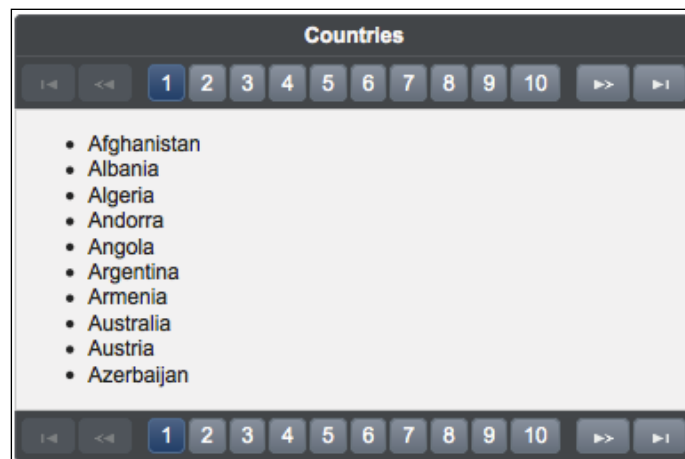 Countries
1 2 3 4 5 6 7 8 9 10
Afghanistan
Albania
Algeria
Andorra
Angola
Argentina
Armenia
Australia
Austria
Azerbaijan
1 2 3 4 5 6 7 8 9 10